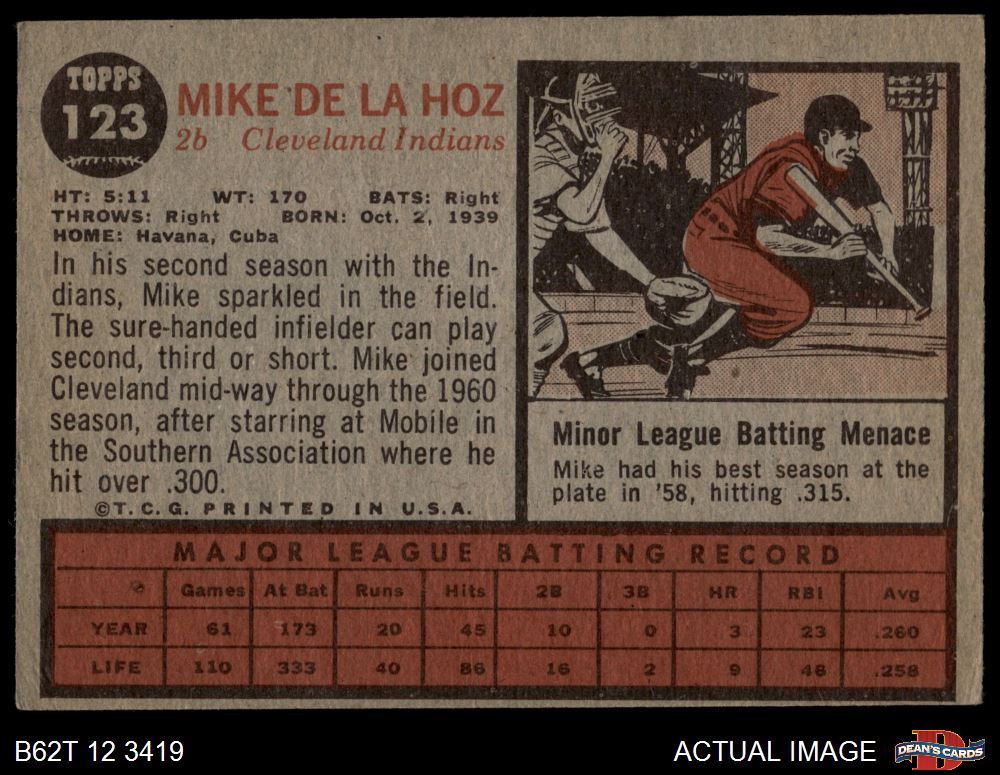 TOPPS
123
MIKE DE LA HOZ
2b Cleveland Indians
HT: 5:11 WT: 170 BATS: Right
THROWS: Right BORN: Oct. 2, 1939
HOME: Havana, Cuba
In his second season with the In-
dians, Mike sparkled in the field.
The sure-handed infielder can play
second, third or short. Mike joined
Cleveland mid-way through the 1960
season, after starring at Mobile in
the Southern Association where he
hit over .300.
©T. C. G. PRINTED IN U.S.A.
Minor League Batting Menace
Mike had his best season at the
plate in '58, hitting .315.
MAJOR LEAGUE BATTING RECORD
Games At Bat Runs Hits 2B 3B HR RBI Avg
YEAR 61 173 20 45 10 0 3 23 .260
LIFE 110 333 40 86 16 2 9 48 .258
B62T 12 3419
ACTUAL IMAGE
DEAN'S CARDS